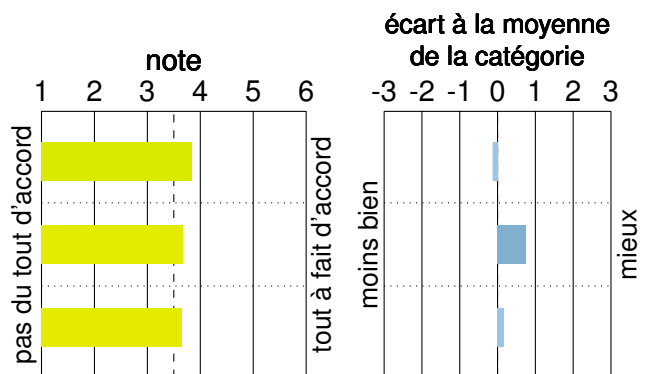 note
1 2 3 4 5 6
pas du tout d'accord
tout à fait d'accord
écart à la moyenne
de la catégorie
-3 -2 -1 0 1 2 3
moins bien
mieux